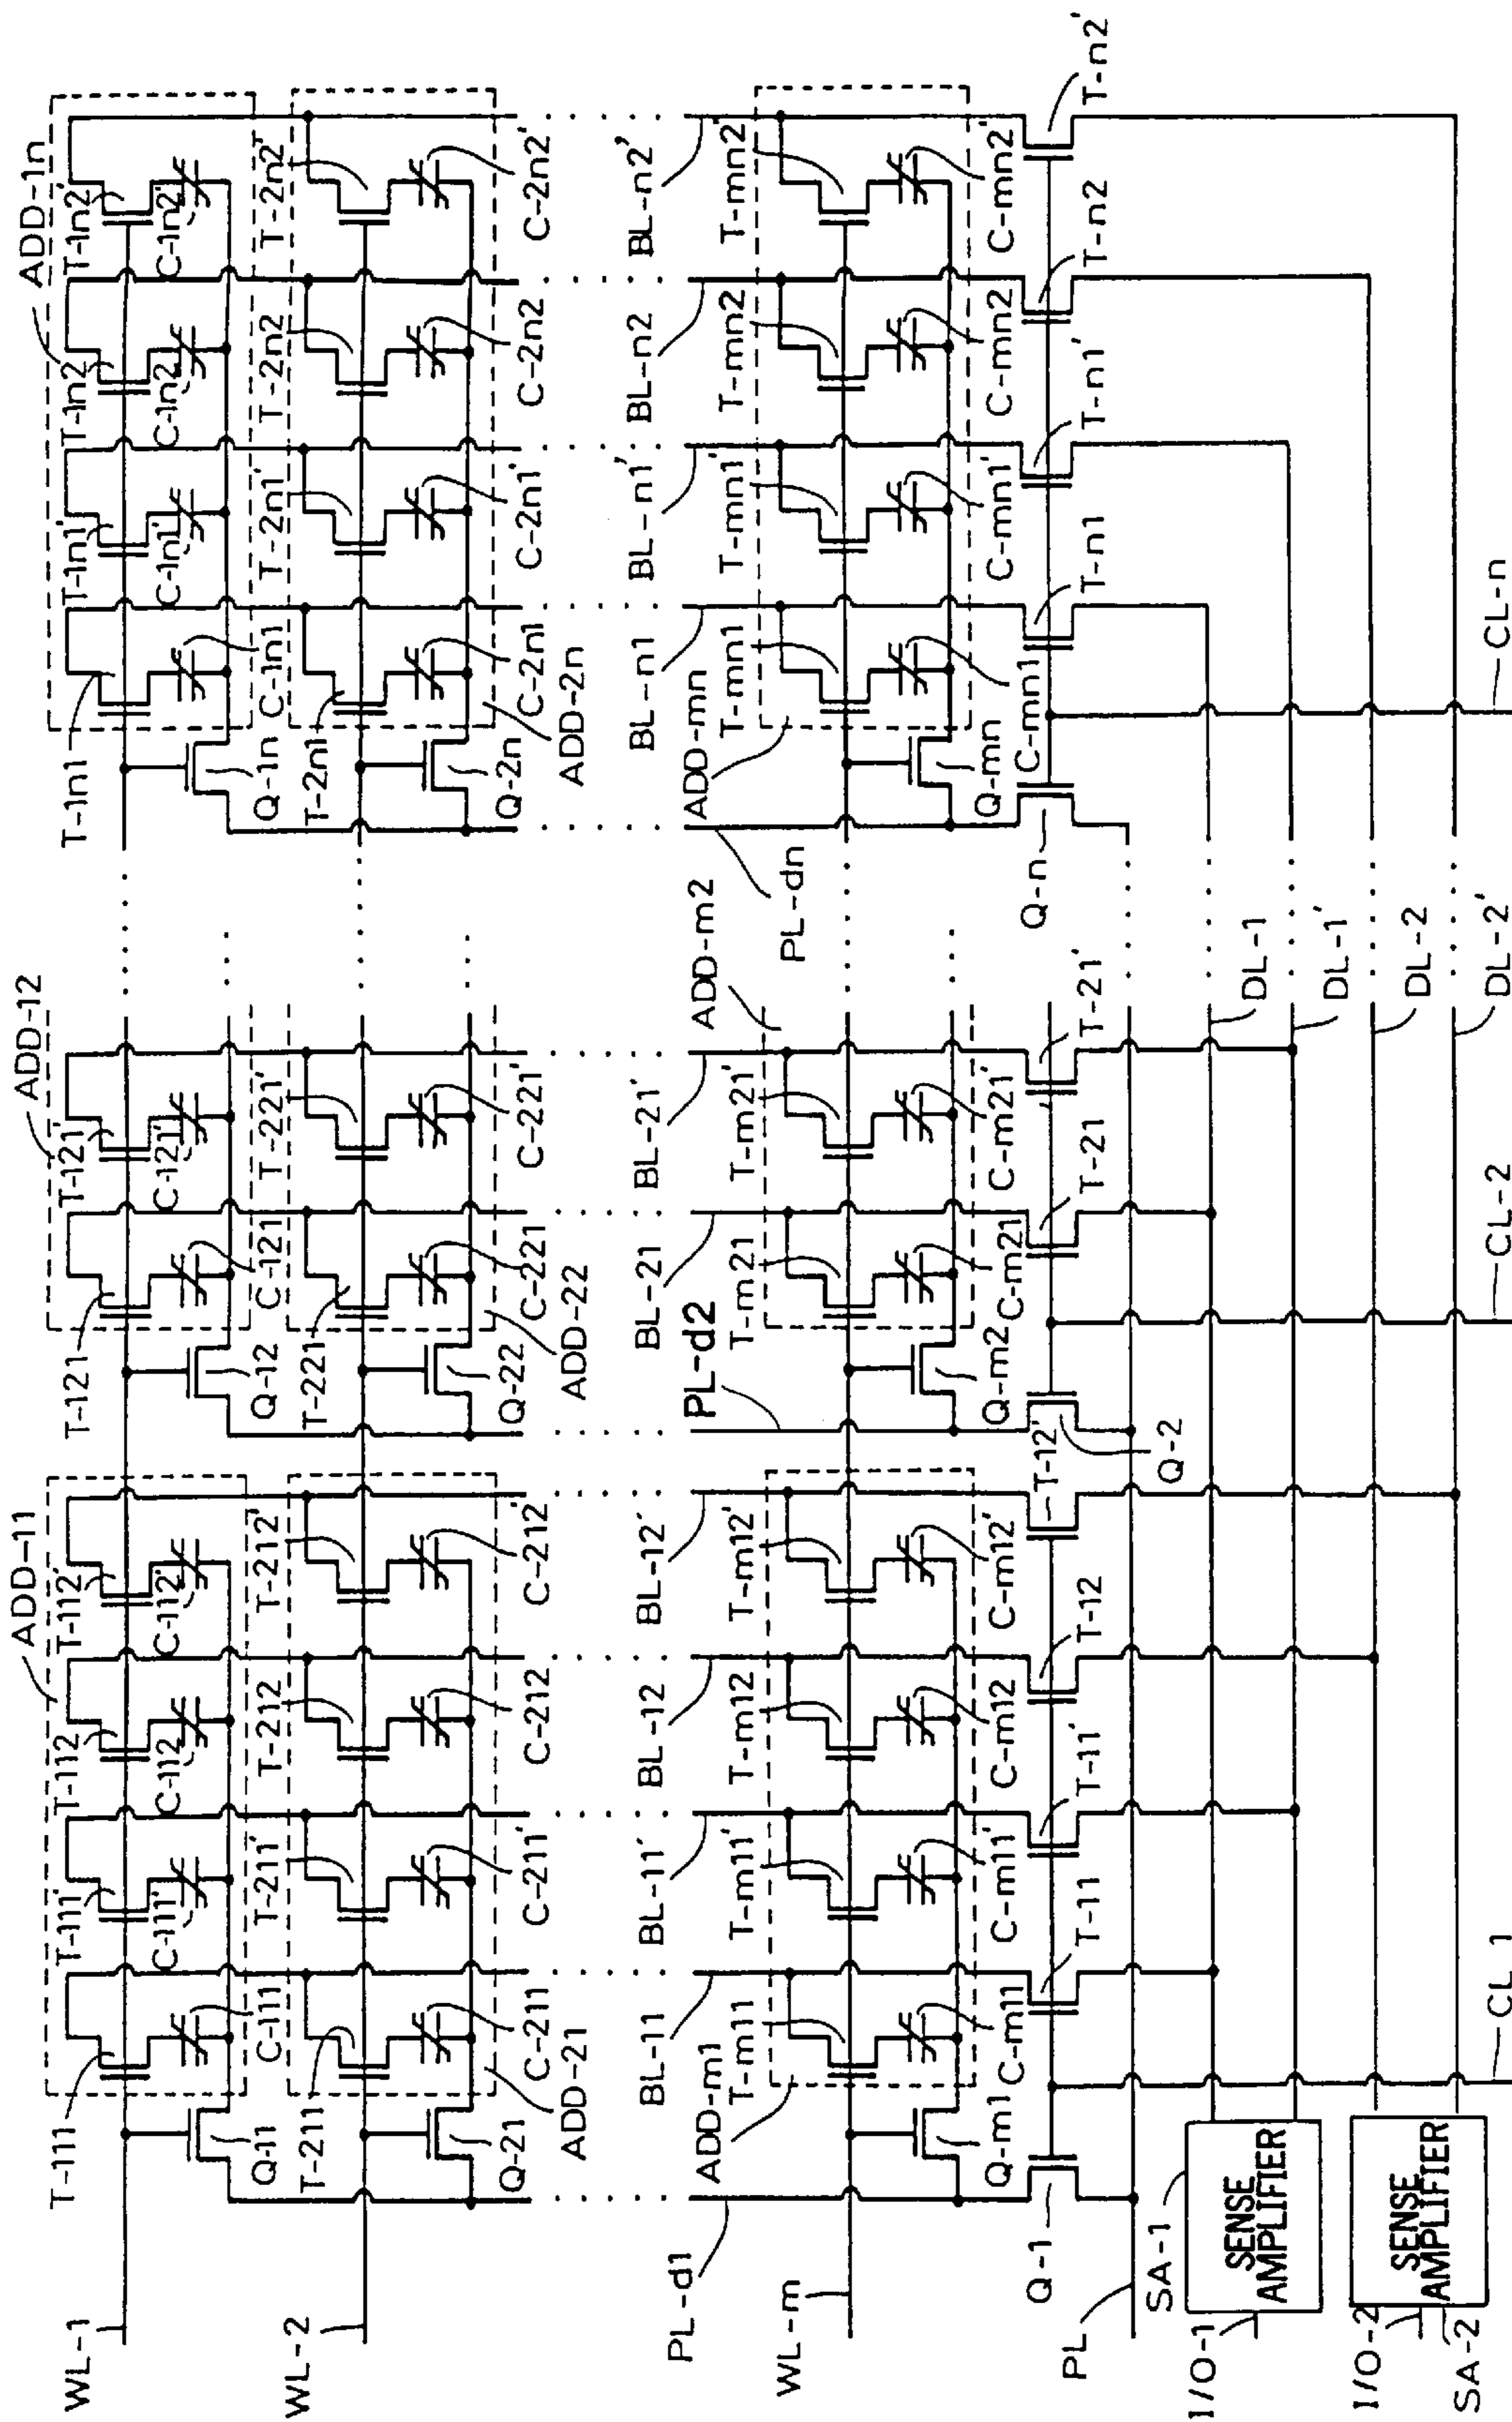 ADD-11
ADD-12
ADD-1n
T-111
T-111'
T-112
T-112'
T-121
T-121'
T-1n1
T-1n1'
T-1n2
T-1n2'
C-111
C-111'
C-112
C-112'
C-121
C-121'
C-1n1
C-1n1'
C-1n2
C-1n2'
WL-1
Q-11
Q-12
Q-1n
T-211
T-211'
T-212
T-212'
T-221
T-221'
T-2n1
T-2n1'
T-2n2
T-2n2'
WL-2
Q-21
C-211
C-211'
C-212
C-212'
Q-22
C-221
C-221'
Q-2n
C-2n1
C-2n1'
C-2n2
C-2n2'
ADD-21
ADD-22
ADD-2n
PL-d1
BL-11
BL-11'
BL-12
BL-12'
PL-d2
BL-21
BL-21'
BL-n1
BL-n1'
BL-n2
BL-n2'
ADD-m1
ADD-m2
ADD-mn
T-m11
T-m11'
T-m12
T-m12'
T-m21
T-m21'
PL-dn
T-mn1
T-mn1'
T-mn2
T-mn2'
WL-m
Q-m1
C-m11
C-m11'
C-m12
C-m12'
Q-m2
C-m21
C-m21'
Q-mn
C-mn1
C-mn1'
C-mn2
C-mn2'
Q-1
T-11
T-11'
T-12
T-12'
Q-2
T-21
T-21'
Q-n
T-n1
T-n1'
T-n2
T-n2'
PL
SA-1
I/O-1
SENSE
AMPLIFIER
DL-1
DL-1'
I/O-2
SENSE
AMPLIFIER
SA-2
DL-2
DL-2'
CL-1
CL-2
CL-n